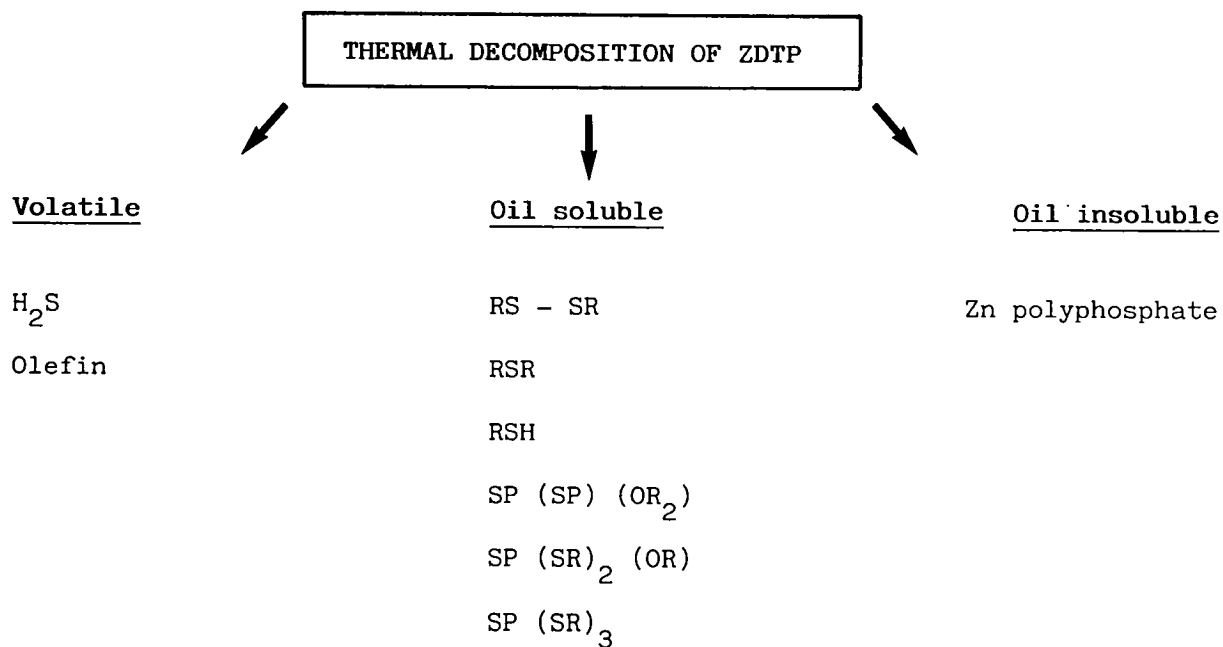 THERMAL DECOMPOSITION OF ZDTP
Volatile
H₂S
Olefin
Oil soluble
RS – SR
RSR
RSH
SP (SP) (OR₂)
SP (SR)₂ (OR)
SP (SR)₃
Oil insoluble
Zn polyphosphate